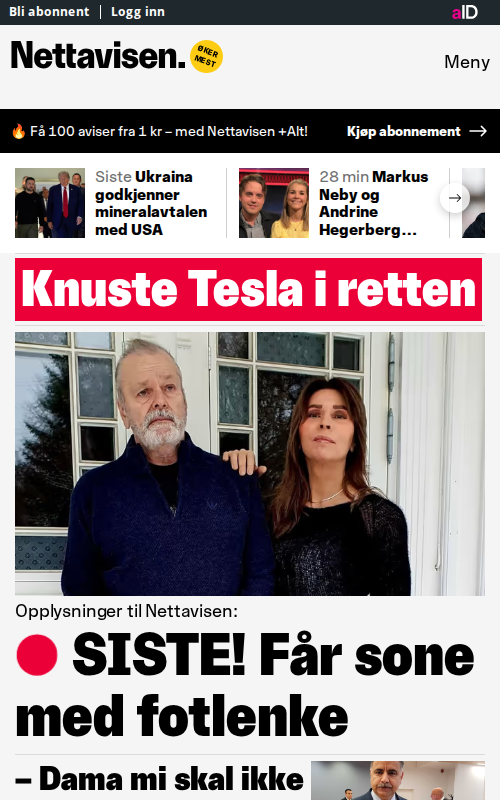 Bli abonnent
Logg inn
aID
Nettavisen.
ØKER
MEST
Meny
🔥 Få 100 aviser fra 1 kr – med Nettavisen +Alt!
Kjøp abonnement
Siste Ukraina
godkjenner
mineralavtalen
med USA
28 min Markus
Neby og
Andrine
Hegerberg...
Knuste Tesla i retten
Opplysninger til Nettavisen:
SISTE! Får sone
med fotlenke
– Dama mi skal ikke